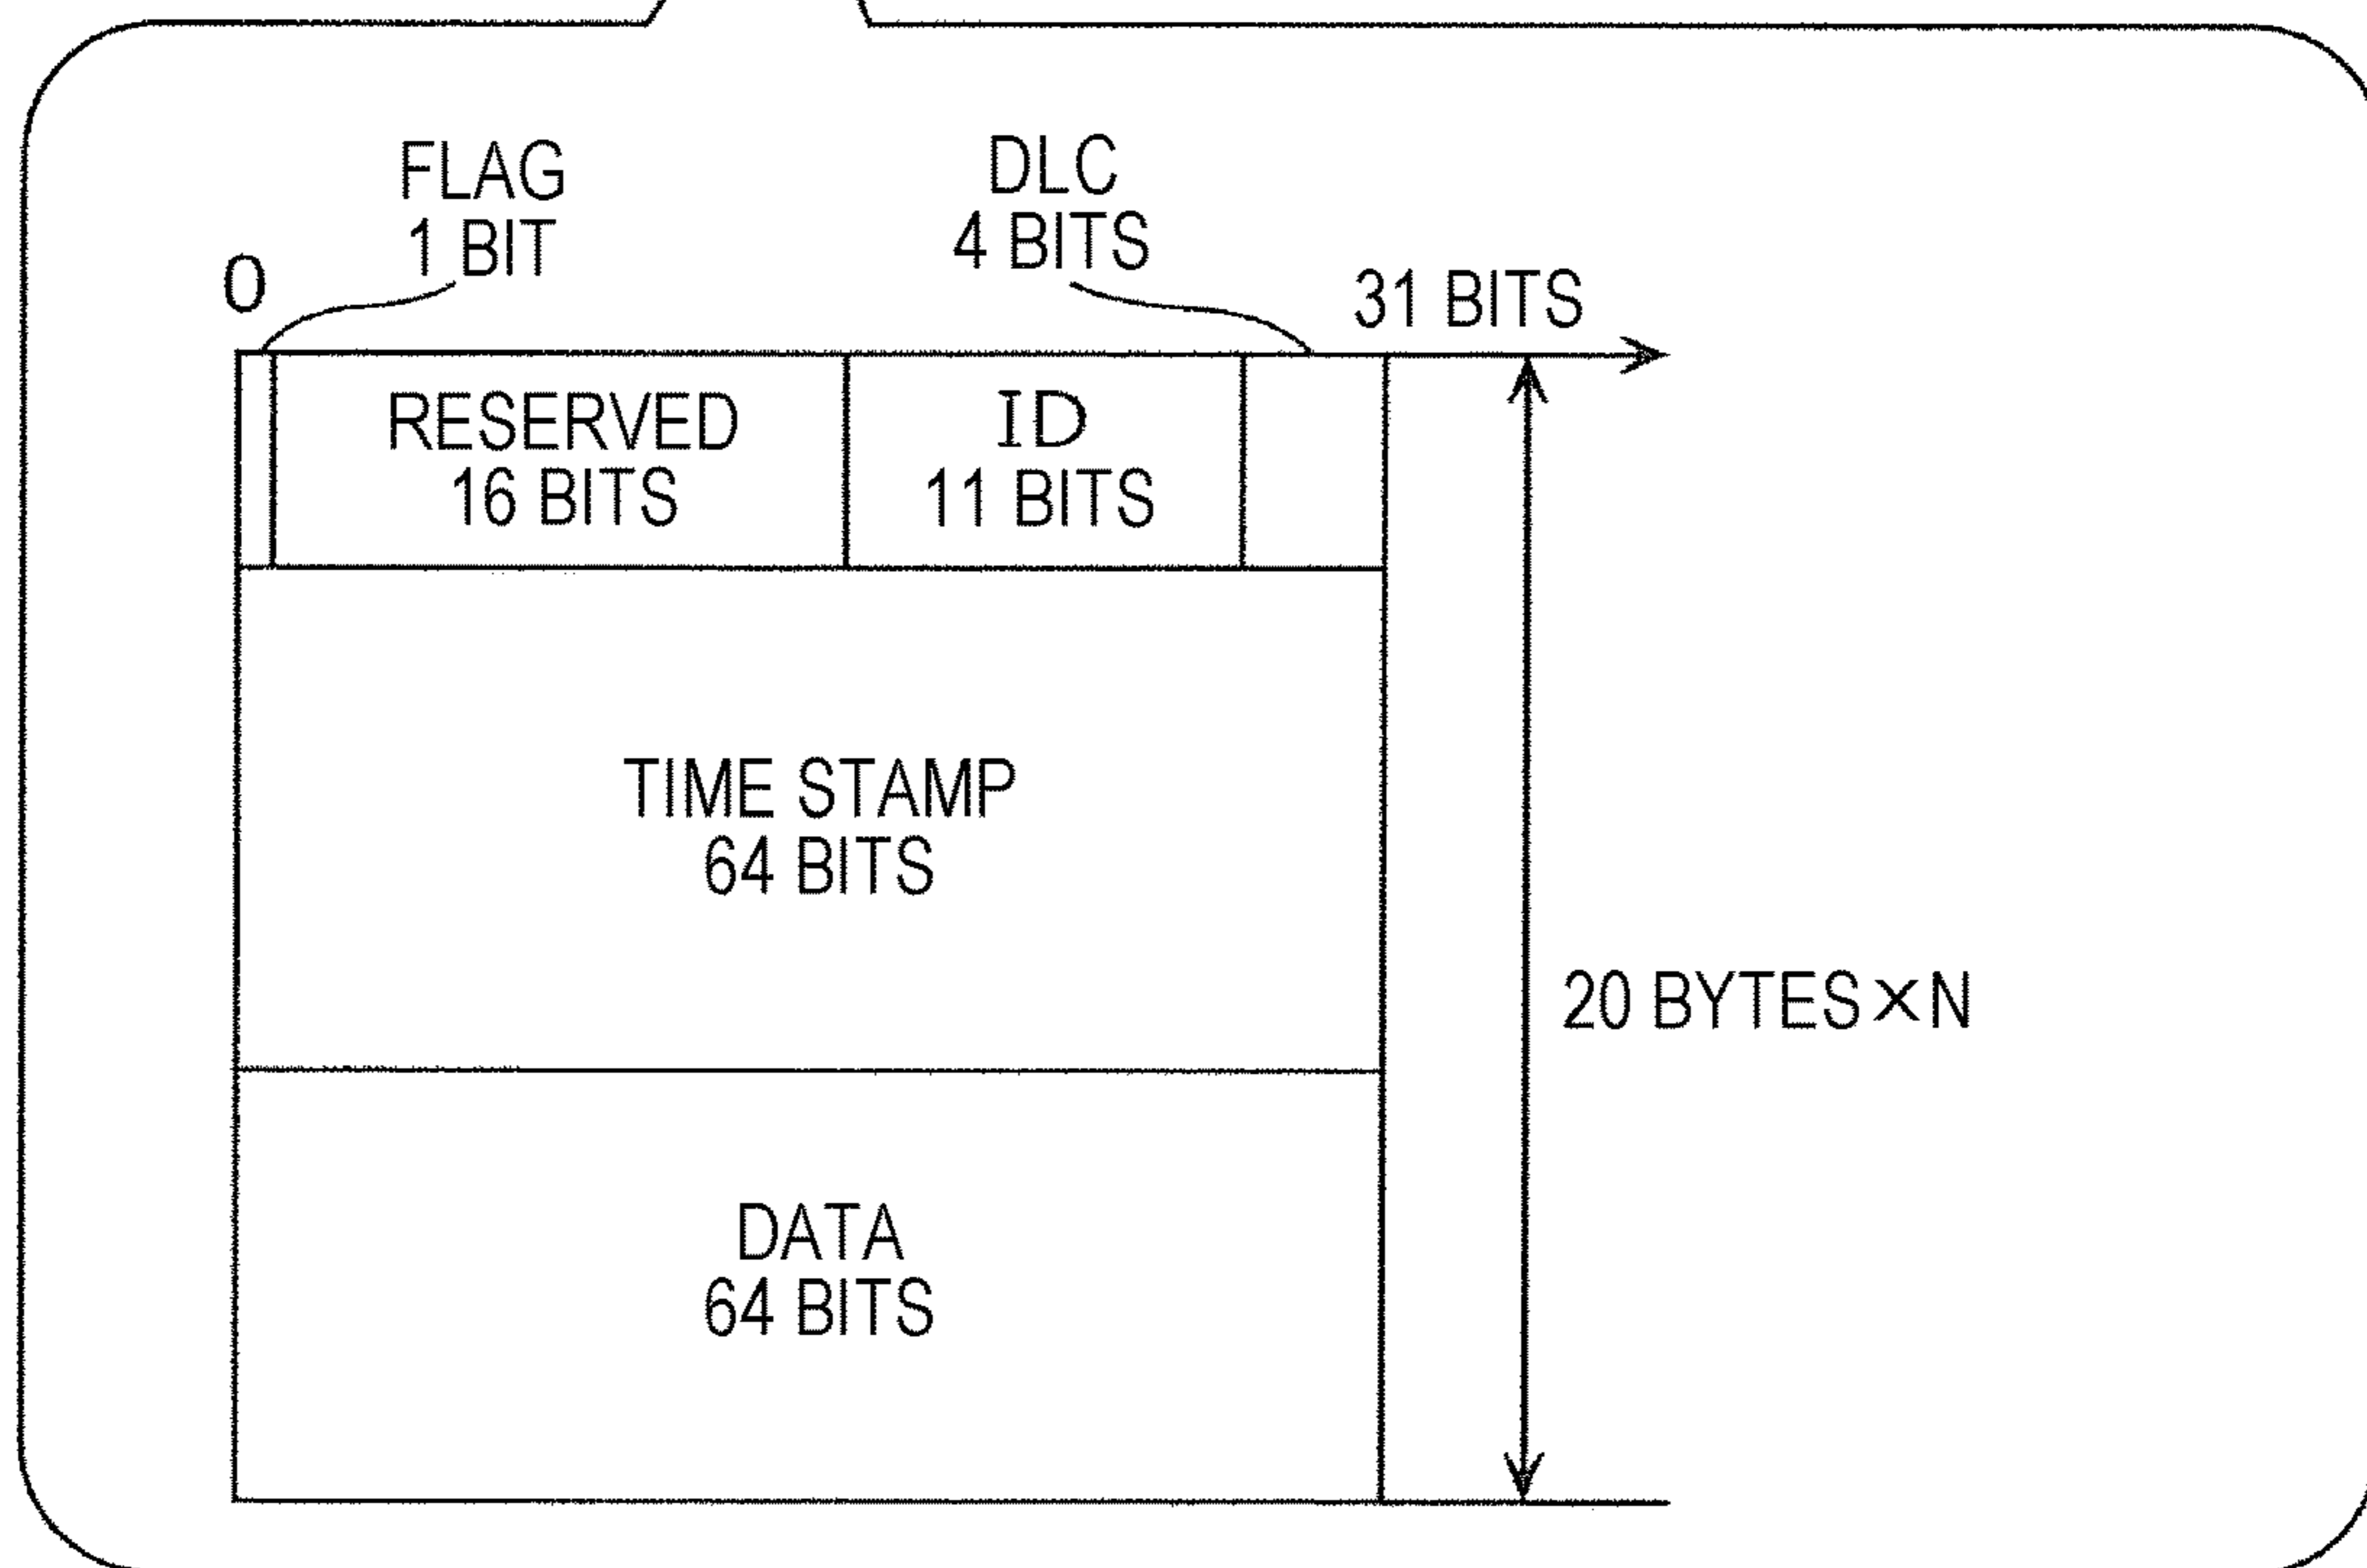 FLAG
1 BIT
DLC
4 BITS
0
31 BITS
RESERVED
16 BITS
ID
11 BITS
TIME STAMP
64 BITS
20 BYTES×N
DATA
64 BITS